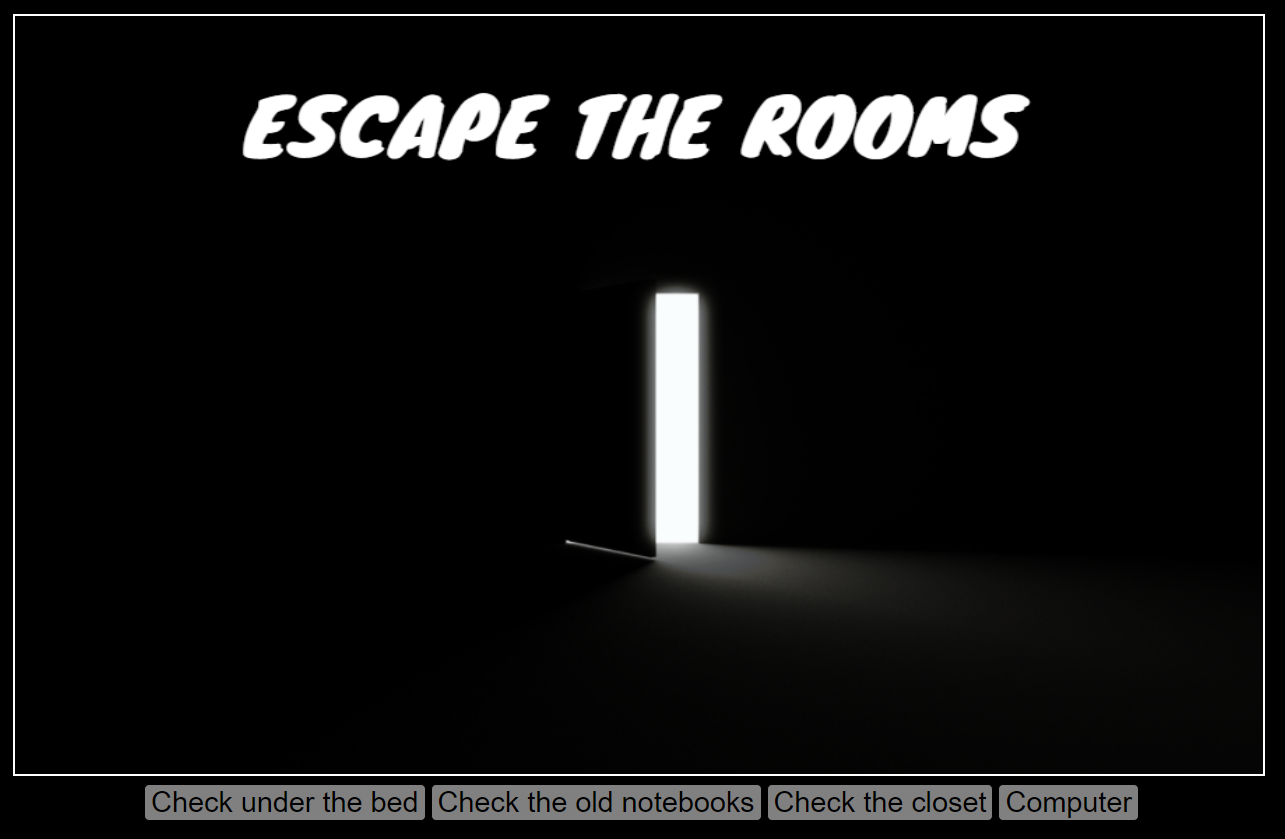 ESCAPE THE ROOMS
Check under the bed Check the old notebooks Check the closet Computer